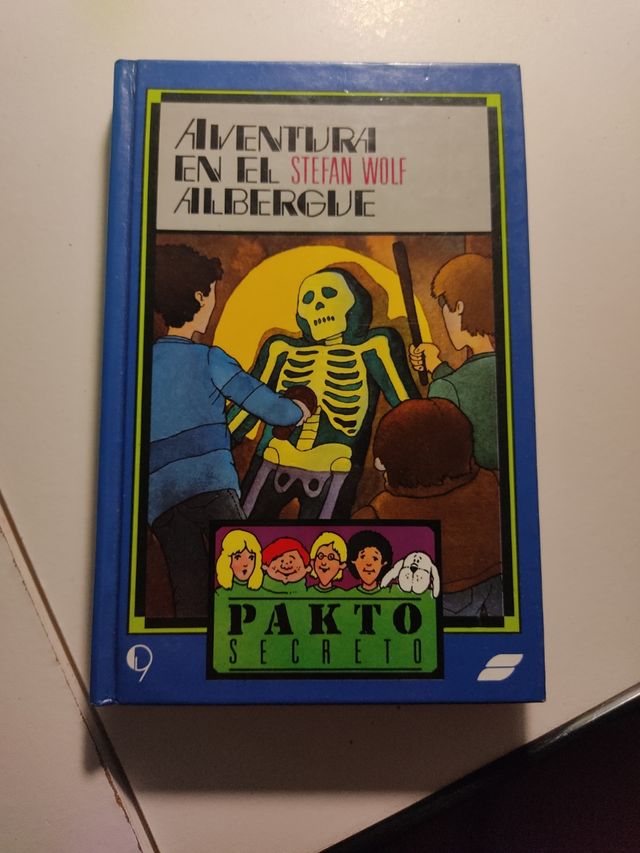 AVENTURA
EN EL STEFAN WOLF
ALBERGUE
PAKTO
SECRETO